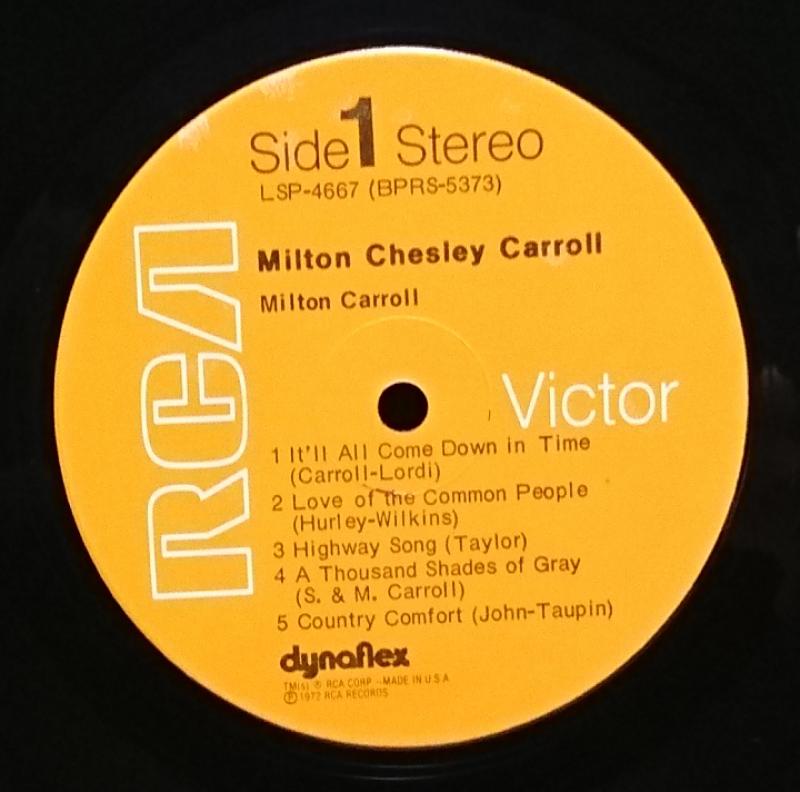 Side 1 Stereo
LSP-4667 (BPRS-5373)
Milton Chesley Carroll
Milton Carroll
RCA
Victor
1 It'll All Come Down in Time
(Carroll-Lordi)
2 Love of the Common People
(Hurley-Wilkins)
3 Highway Song (Taylor)
4 A Thousand Shades of Gray
(S. & M. Carroll)
5 Country Comfort (John-Taupin)
dynaflex
TM(s) ® RCA CORP -MADE IN U S A
℗ 1972 RCA RECORDS